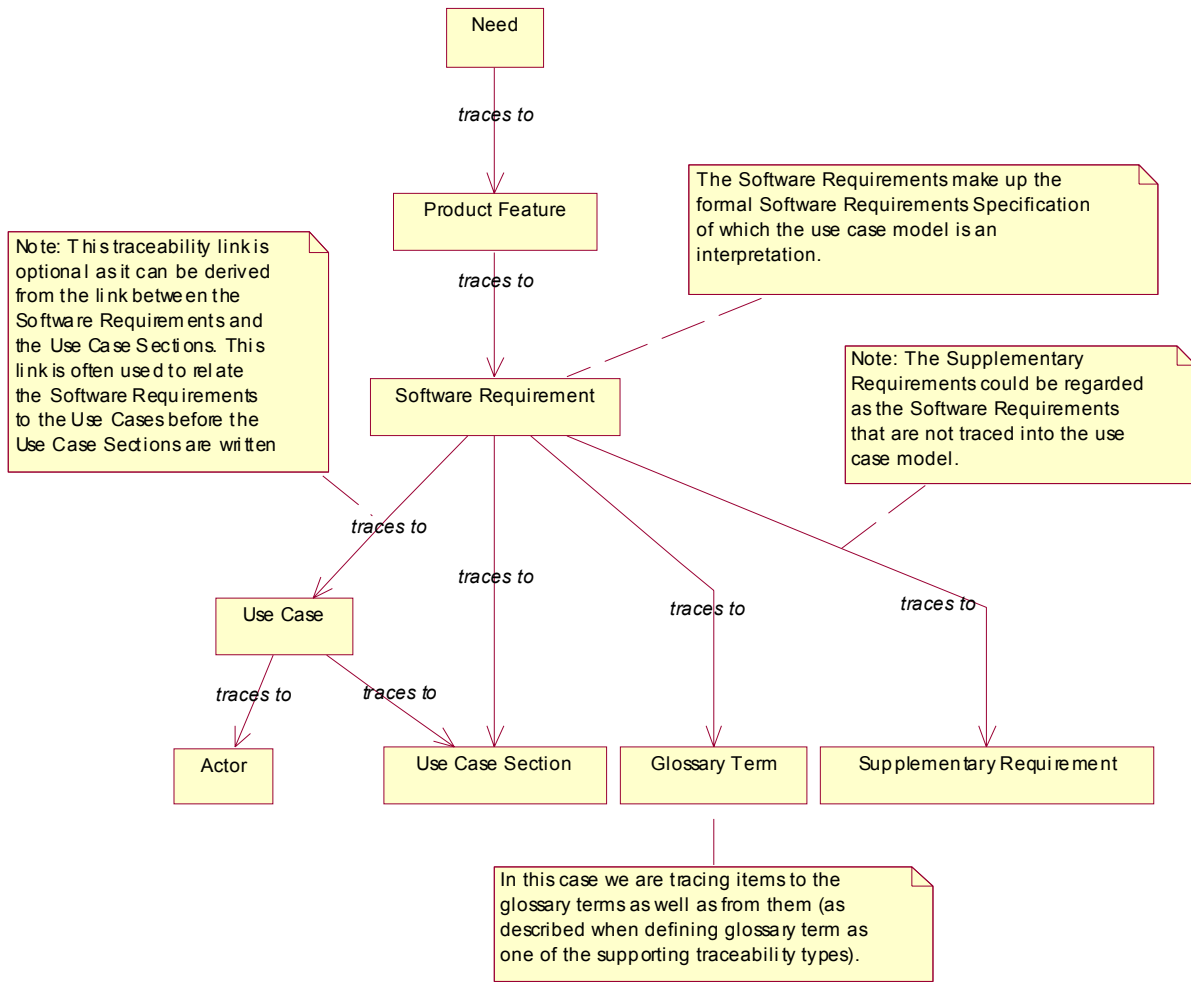 Need
traces to
Product Feature
traces to
The Software Requirements make up the
formal Software Requirements Specification
of which the use case model is an
interpretation.
Note: This traceability link is
optional as it can be derived
from the link between the
Software Requirements and
the Use Case Sections. This
link is often used to relate
the Software Requirements
to the Use Cases before the
Use Case Sections are written
Software Requirement
Note: The Supplementary
Requirements could be regarded
as the Software Requirements
that are not traced into the use
case model.
traces to
traces to
traces to
traces to
Use Case
traces to
traces to
Actor
Use Case Section
Glossary Term
Supplementary Requirement
In this case we are tracing items to the
glossary terms as well as from them (as
described when defining glossary term as
one of the supporting traceability types).